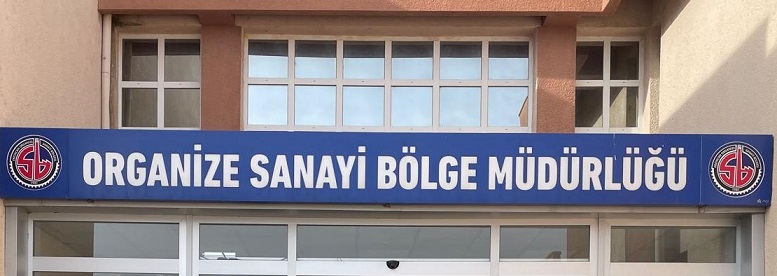 ORGANİZE SANAYİ BÖLGE MÜDÜRLÜĞÜ